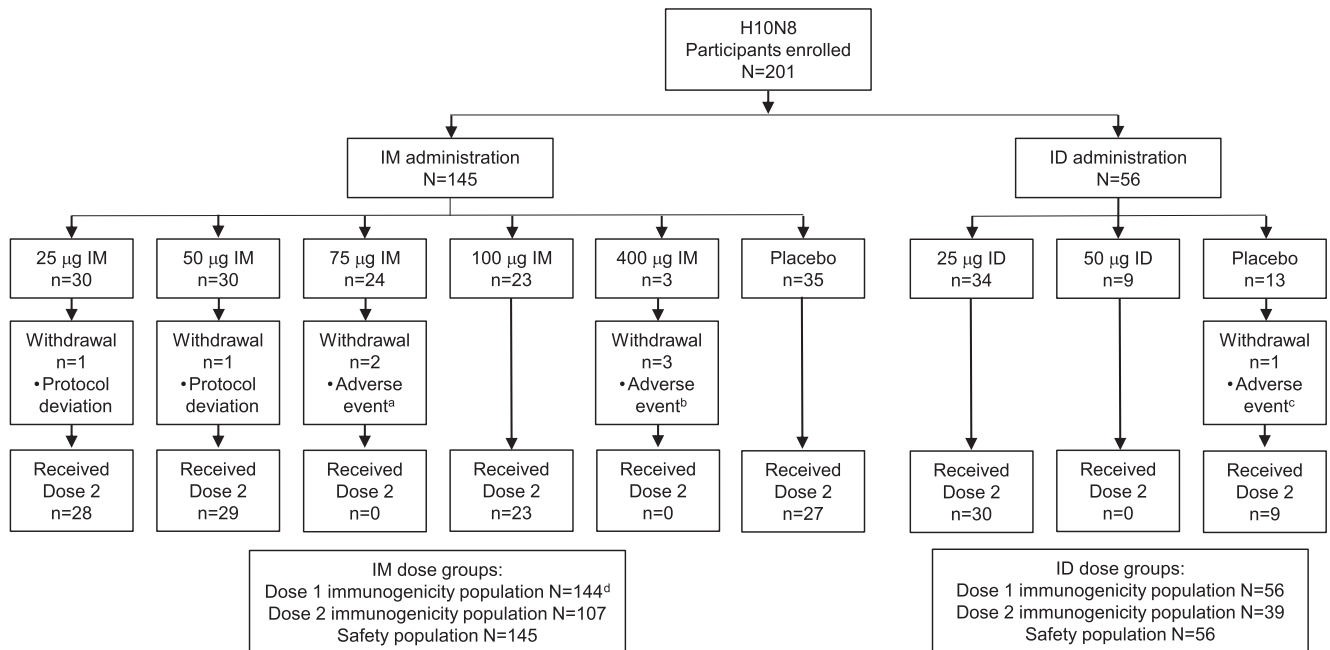 H10N8
Participants enrolled
N=201
IM administration
N=145
ID administration
N=56
25 μg IM
n=30
50 μg IM
n=30
75 μg IM
n=24
100 μg IM
n=23
400 μg IM
n=3
Placebo
n=35
25 μg ID
n=34
50 μg ID
n=9
Placebo
n=13
Withdrawal
n=1
• Protocol
deviation
Withdrawal
n=1
• Protocol
deviation
Withdrawal
n=2
• Adverse
eventᵃ
Withdrawal
n=3
• Adverse
eventᵇ
Withdrawal
n=1
• Adverse
eventᶜ
Received
Dose 2
n=28
Received
Dose 2
n=29
Received
Dose 2
n=0
Received
Dose 2
n=23
Received
Dose 2
n=0
Received
Dose 2
n=27
Received
Dose 2
n=30
Received
Dose 2
n=0
Received
Dose 2
n=9
IM dose groups:
Dose 1 immunogenicity population N=144ᵈ
Dose 2 immunogenicity population N=107
Safety population N=145
ID dose groups:
Dose 1 immunogenicity population N=56
Dose 2 immunogenicity population N=39
Safety population N=56